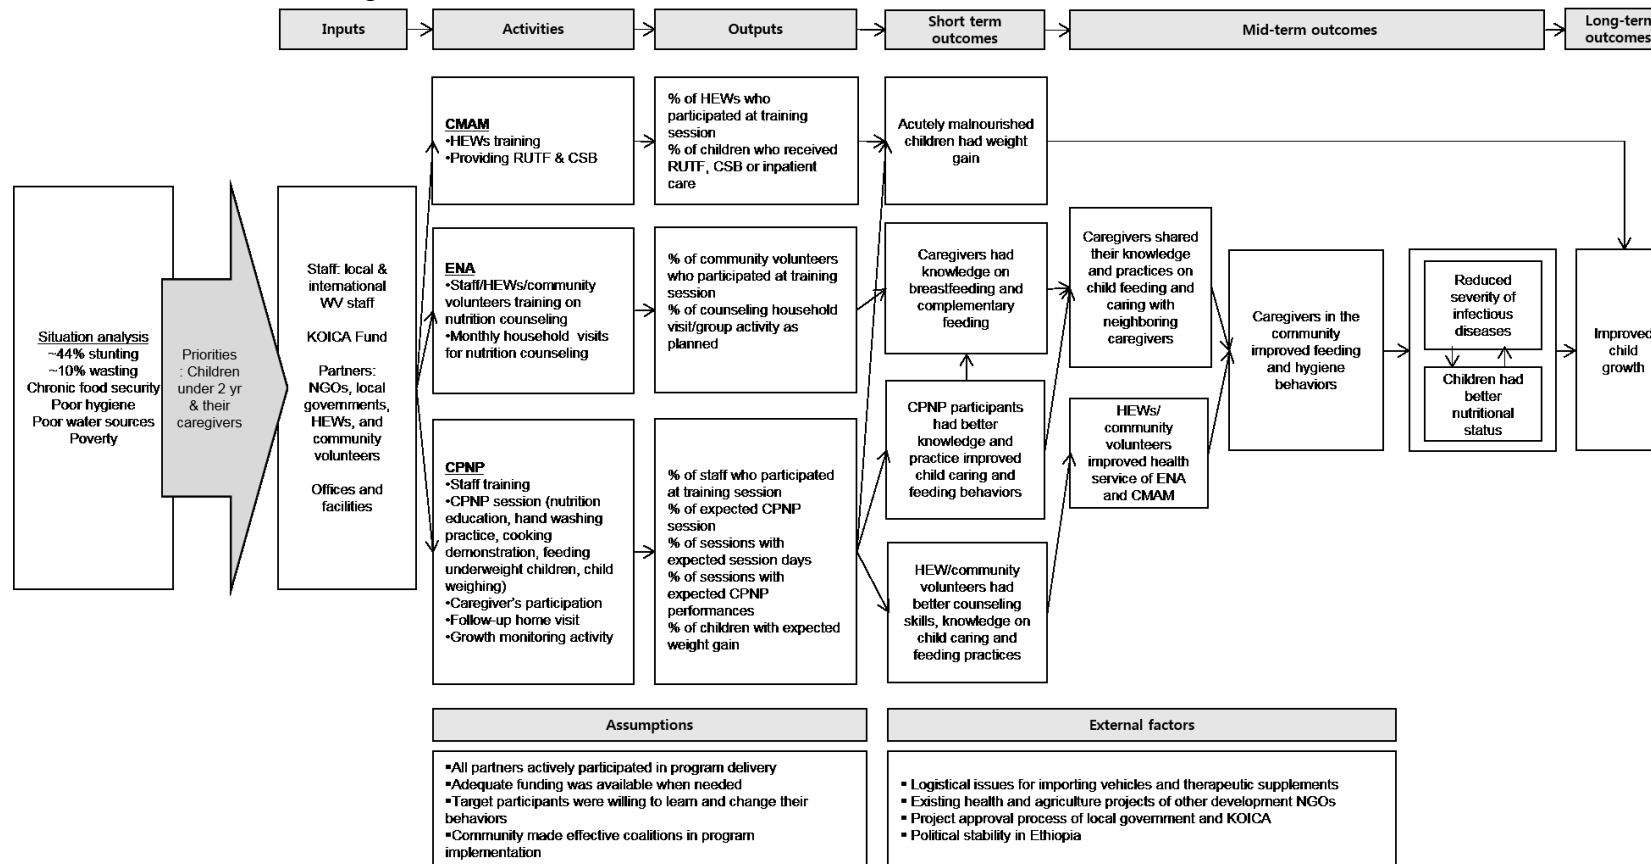 Inputs
Activities
Outputs
Short term
outcomes
Mid-term outcomes
Long-term
outcomes
Situation analysis
~44% stunting
~10% wasting
Chronic food security
Poor hygiene
Poor water sources
Poverty
Priorities
: Children
under 2 yr
& their
caregivers
Staff: local &
international
WV staff
KOICA Fund
Partners:
NGOs, local
governments,
HEWs, and
community
volunteers
Offices and
facilities
CMAM
•HEWs training
•Providing RUTF & CSB
ENA
•Staff/HEWs/community
volunteers training on
nutrition counseling
•Monthly household visits
for nutrition counseling
CPNP
•Staff training
•CPNP session (nutrition
education, hand washing
practice, cooking
demonstration, feeding
underweight children, child
weighing)
•Caregiver's participation
•Follow-up home visit
•Growth monitoring activity
% of HEWs who
participated at training
session
% of children who received
RUTF, CSB or inpatient
care
% of community volunteers
who participated at training
session
% of counseling household
visit/group activity as
planned
% of staff who participated
at training session
% of expected CPNP
session
% of sessions with
expected session days
% of sessions with
expected CPNP
performances
% of children with expected
weight gain
Acutely malnourished
children had weight
gain
Caregivers had
knowledge on
breastfeeding and
complementary
feeding
CPNP participants
had better
knowledge and
practice improved
child caring and
feeding behaviors
HEW/community
volunteers had
better counseling
skills, knowledge on
child caring and
feeding practices
Caregivers shared
their knowledge
and practices on
child feeding and
caring with
neighboring
caregivers
HEWs/
community
volunteers
improved health
service of ENA
and CMAM
Caregivers in the
community
improved feeding
and hygiene
behaviors
Reduced
severity of
infectious
diseases
Children had
better
nutritional
status
Improved
child
growth
Assumptions
▪All partners actively participated in program delivery
▪Adequate funding was available when needed
▪Target participants were willing to learn and change their
behaviors
▪Community made effective coalitions in program
implementation
External factors
▪ Logistical issues for importing vehicles and therapeutic supplements
▪ Existing health and agriculture projects of other development NGOs
▪ Project approval process of local government and KOICA
▪ Political stability in Ethiopia